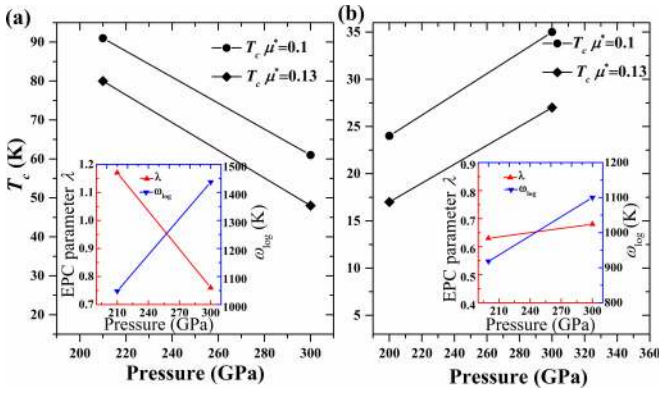 (a)
T_c μ*=0.1
T_c μ*=0.13
T_c (K)
90
80
70
60
50
40
30
20
EPC parameter λ
1.2
1.1
1.0
0.9
0.8
0.7
λ
ω_log
1500
1400
1300
1200
1100
1000
ω_log (K)
210 240 270 300
Pressure (GPa)
200 220 240 260 280 300
Pressure (GPa)
(b)
T_c μ*=0.1
T_c μ*=0.13
35
30
25
20
15
10
5
EPC parameter λ
0.9
0.8
0.7
0.6
0.5
0.4
λ
ω_log
1200
1100
1000
900
800
ω_log (K)
210 240 270 300
Pressure (GPa)
200 220 240 260 280 300 320 340 360
Pressure (GPa)